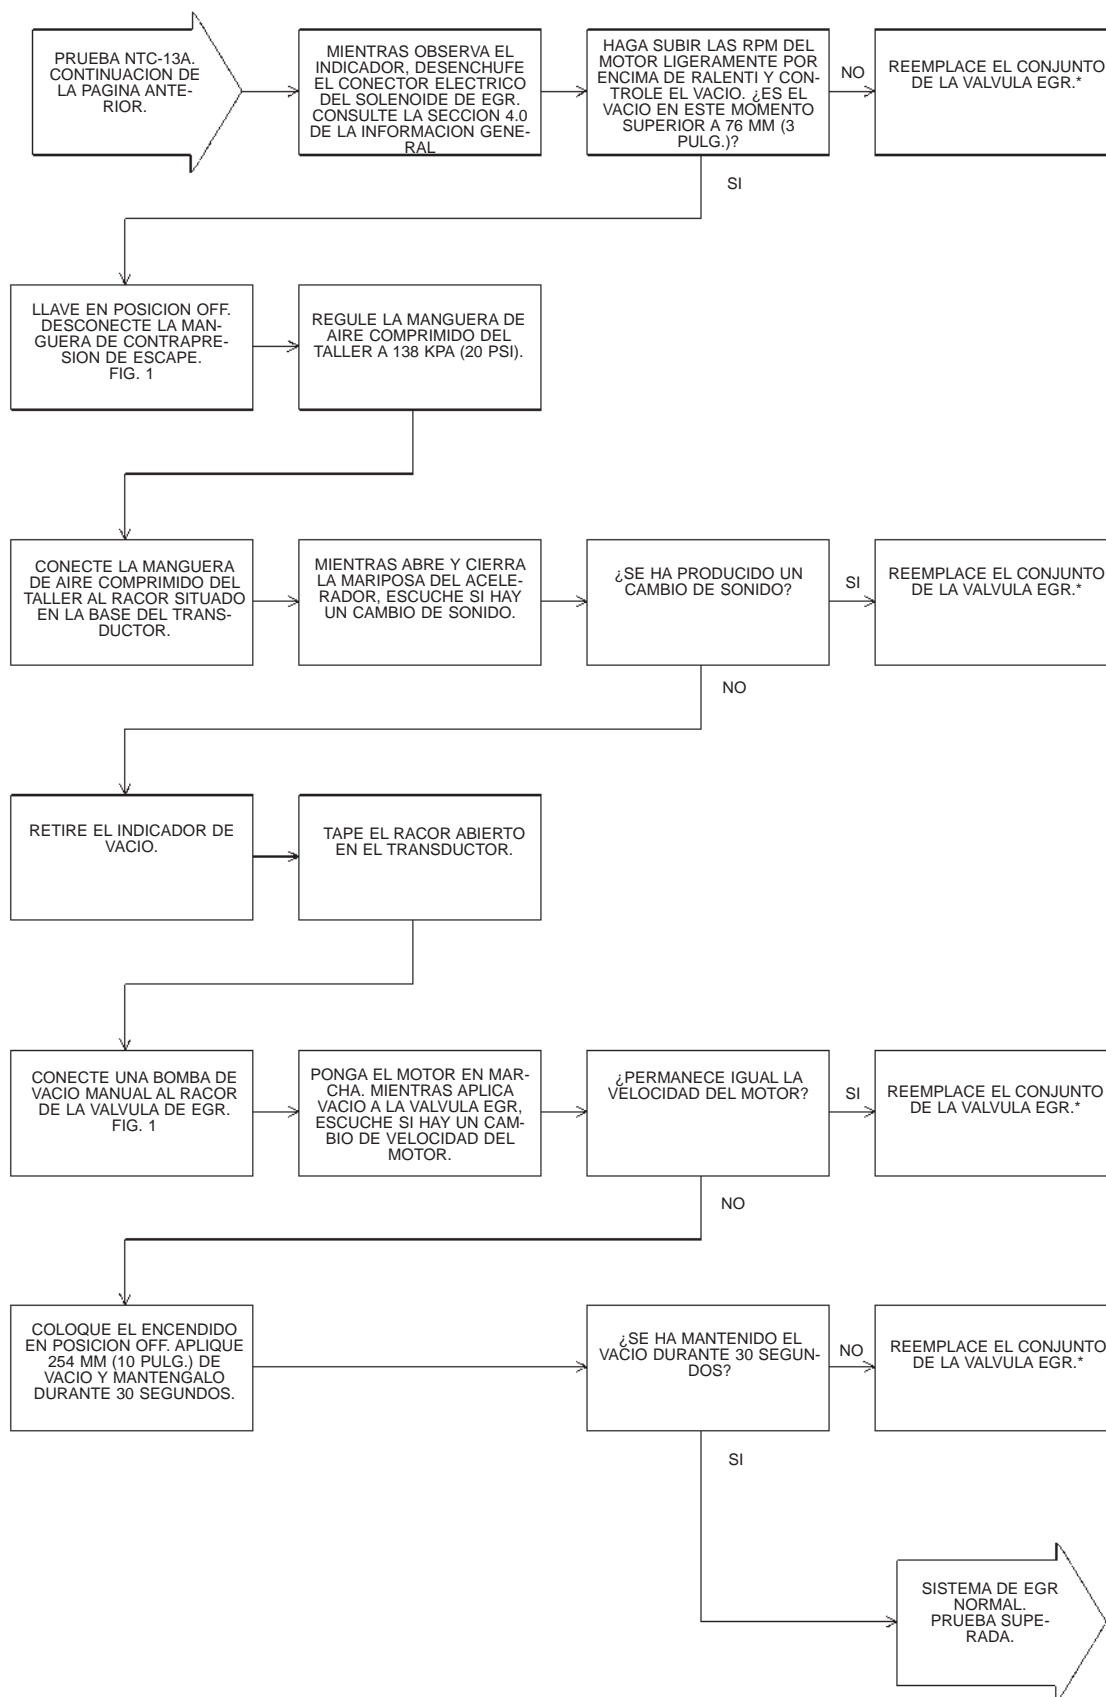 PRUEBA NTC-13A.
CONTINUACION DE
LA PAGINA ANTE-
RIOR.
MIENTRAS OBSERVA EL
INDICADOR, DESENCHUFE
EL CONECTOR ELECTRICO
DEL SOLENOIDE DE EGR.
CONSULTE LA SECCION 4.0
DE LA INFORMACION GENE-
RAL
HAGA SUBIR LAS RPM DEL
MOTOR LIGERAMENTE POR
ENCIMA DE RALENTI Y CON-
TROLE EL VACIO. ¿ES EL
VACIO EN ESTE MOMENTO
SUPERIOR A 76 MM (3
PULG.)?
NO
REEMPLACE EL CONJUNTO
DE LA VALVULA EGR.*
SI
LLAVE EN POSICION OFF.
DESCONECTE LA MAN-
GUERA DE CONTRAPRE-
SION DE ESCAPE.
FIG. 1
REGULE LA MANGUERA DE
AIRE COMPRIMIDO DEL
TALLER A 138 KPA (20 PSI).
CONECTE LA MANGUERA
DE AIRE COMPRIMIDO DEL
TALLER AL RACOR SITUADO
EN LA BASE DEL TRANS-
DUCTOR.
MIENTRAS ABRE Y CIERRA
LA MARIPOSA DEL ACELE-
RADOR, ESCUCHE SI HAY
UN CAMBIO DE SONIDO.
¿SE HA PRODUCIDO UN
CAMBIO DE SONIDO?
SI
REEMPLACE EL CONJUNTO
DE LA VALVULA EGR.*
NO
RETIRE EL INDICADOR DE
VACIO.
TAPE EL RACOR ABIERTO
EN EL TRANSDUCTOR.
CONECTE UNA BOMBA DE
VACIO MANUAL AL RACOR
DE LA VALVULA DE EGR.
FIG. 1
PONGA EL MOTOR EN MAR-
CHA. MIENTRAS APLICA
VACIO A LA VALVULA EGR,
ESCUCHE SI HAY UN CAM-
BIO DE VELOCIDAD DEL
MOTOR.
¿PERMANECE IGUAL LA
VELOCIDAD DEL MOTOR?
SI
REEMPLACE EL CONJUNTO
DE LA VALVULA EGR.*
NO
COLOQUE EL ENCENDIDO
EN POSICION OFF. APLIQUE
254 MM (10 PULG.) DE
VACIO Y MANTENGALO
DURANTE 30 SEGUNDOS.
¿SE HA MANTENIDO EL
VACIO DURANTE 30 SEGUN-
DOS?
NO
REEMPLACE EL CONJUNTO
DE LA VALVULA EGR.*
SI
SISTEMA DE EGR
NORMAL.
PRUEBA SUPE-
RADA.